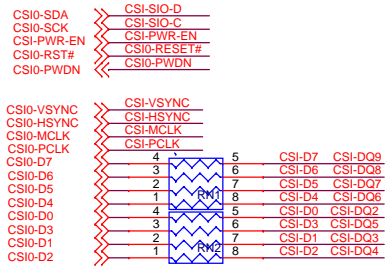 CSI0-SDA CSI-SIO-D
CSI0-SCK CSI-SIO-C
CSI-PWR-EN CSI-PWR-EN
CSI0-RST# CSI0-RESET#
CSI0-PWDN CSI0-PWDN
CSI0-VSYNC CSI-VSYNC
CSI0-HSYNC CSI-HSYNC
CSI0-MCLK CSI-MCLK
CSI0-PCLK CSI-PCLK
CSI0-D7 4 5 CSI-D7 CSI-DQ9
CSI0-D6 3 6 CSI-D6 CSI-DQ8
CSI0-D5 2 7 CSI-D5 CSI-DQ7
CSI0-D4 1 RN1 8 CSI-D4 CSI-DQ6
CSI0-D0 4 5 CSI-D0 CSI-DQ2
CSI0-D3 3 6 CSI-D3 CSI-DQ5
CSI0-D1 2 7 CSI-D1 CSI-DQ3
CSI0-D2 1 RN2 8 CSI-D2 CSI-DQ4